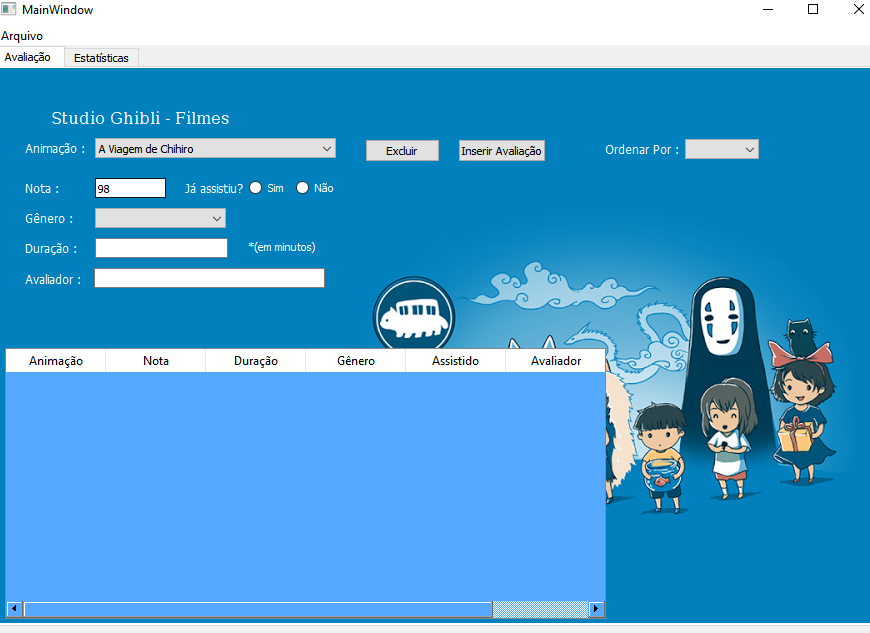 MainWindow
Arquivo
Avaliação Estatísticas
Studio Ghibli - Filmes
Animação : A Viagem de Chihiro Excluir Inserir Avaliação Ordenar Por :
Nota : 98 Já assistiu? Sim Não
Gênero :
Duração : *(em minutos)
Avaliador :
Animação Nota Duração Gênero Assistido Avaliador